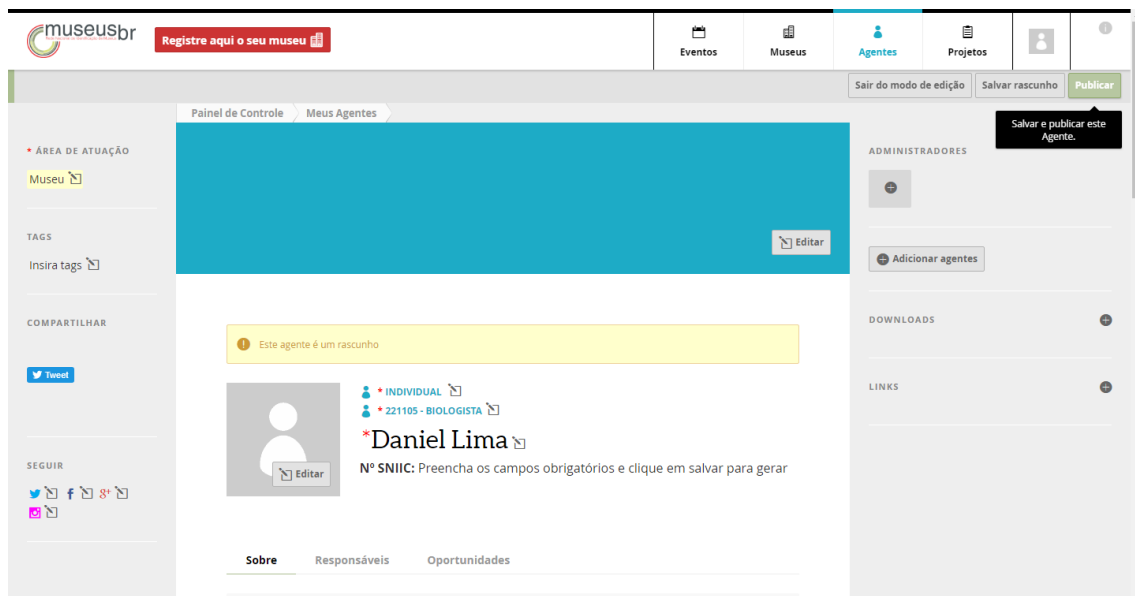 museusbr
Registre aqui o seu museu
Eventos
Museus
Agentes
Projetos
Sair do modo de edição
Salvar rascunho
Publicar
Salvar e publicar este
Agente.
Painel de Controle
Meus Agentes
* ÁREA DE ATUAÇÃO
Museu
TAGS
Insira tags
COMPARTILHAR
Tweet
SEGUIR
Editar
Este agente é um rascunho
Editar
* INDIVIDUAL
* 221105 - BIOLOGISTA
*Daniel Lima
Nº SNIIC: Preencha os campos obrigatórios e clique em salvar para gerar
Sobre
Responsáveis
Oportunidades
ADMINISTRADORES
Adicionar agentes
DOWNLOADS
LINKS